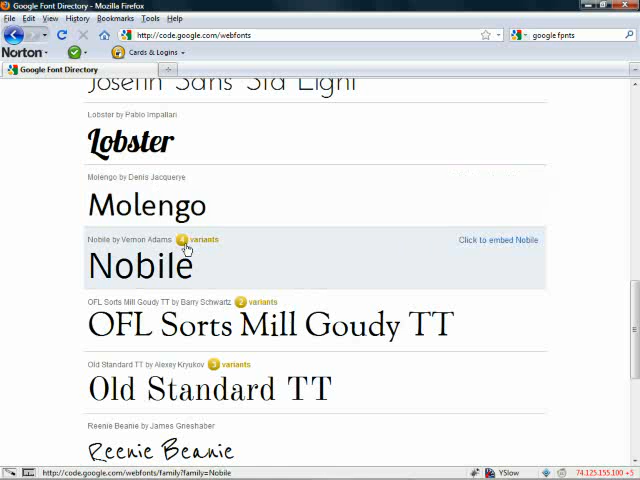 Google Font Directory - Mozilla Firefox
File Edit View History Bookmarks Tools Help
http://code.google.com/webfonts
google fpnts
Norton
Cards & Logins
Google Font Directory
Josefin Sans Std Light
Lobster by Pablo Impallari
Lobster
Molengo by Denis Jacquerye
Molengo
Nobile by Vernon Adams 4 variants
Click to embed Nobile
Nobile
OFL Sorts Mill Goudy TT by Barry Schwartz 2 variants
OFL Sorts Mill Goudy TT
Old Standard TT by Alexey Kryukov 3 variants
Old Standard TT
Reenie Beanie by James Grieshaber
Reenie Beanie
http://code.google.com/webfonts/family?family=Nobile
YSlow
74.125.155.100 +5